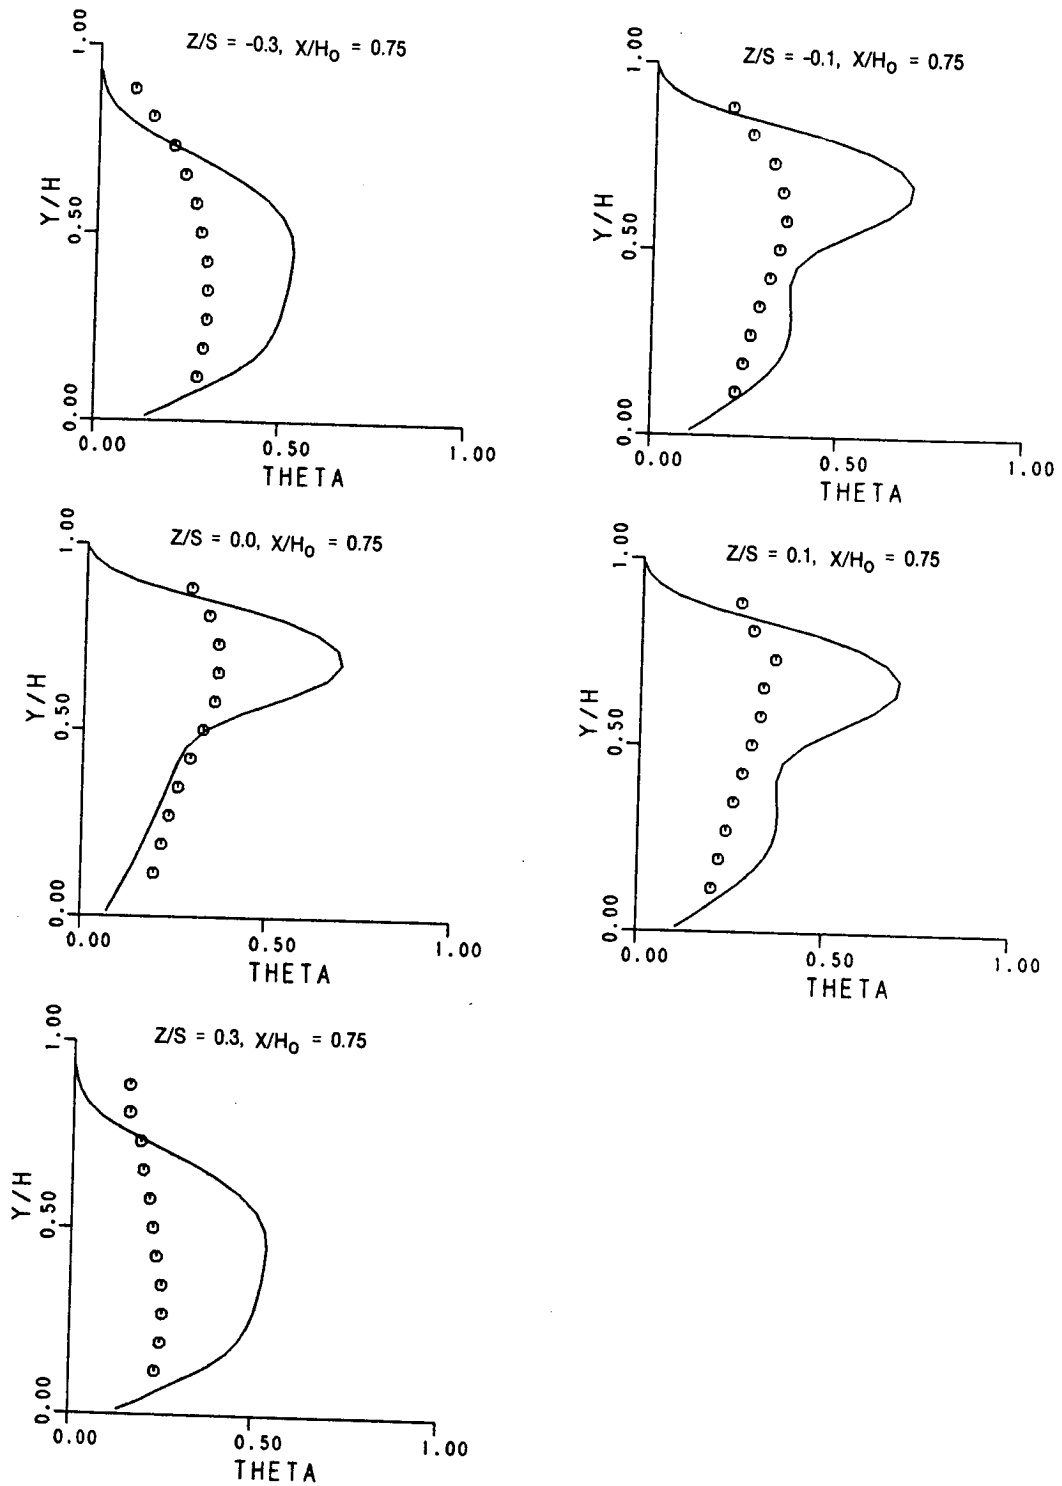 Z/S = -0.3, X/H₀ = 0.75
1.00
Y/H
0.50
0.00
0.00 0.50 1.00
THETA
Z/S = -0.1, X/H₀ = 0.75
1.00
Y/H
0.50
0.00
0.00 0.50 1.00
THETA
Z/S = 0.0, X/H₀ = 0.75
1.00
Y/H
0.50
0.00
0.00 0.50 1.00
THETA
Z/S = 0.1, X/H₀ = 0.75
1.00
Y/H
0.50
0.00
0.00 0.50 1.00
THETA
Z/S = 0.3, X/H₀ = 0.75
1.00
Y/H
0.50
0.00
0.00 0.50 1.00
THETA